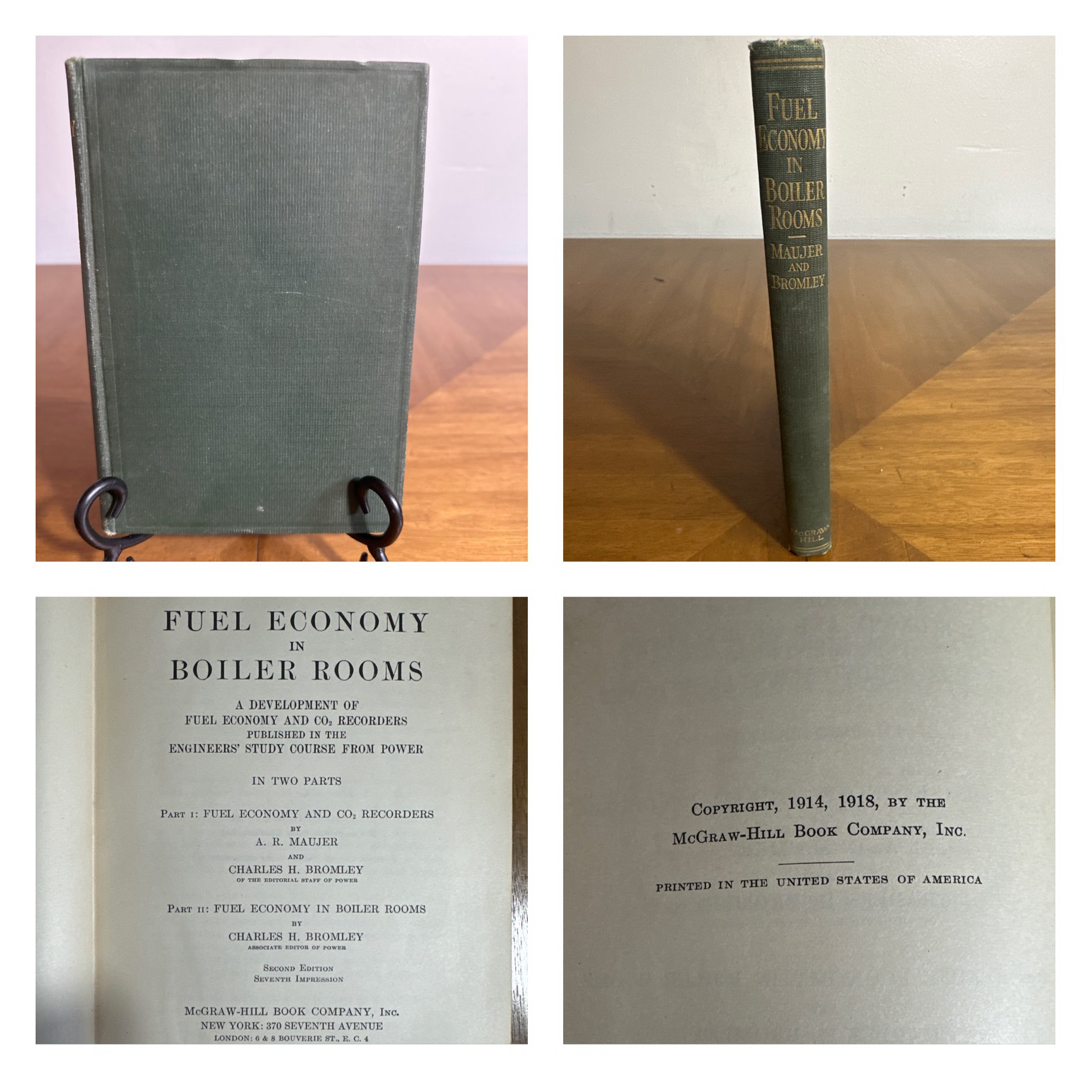 FUEL
ECONOMY
IN
BOILER
ROOMS
MAUJER
AND
BROMLEY
McGRAW
HILL
FUEL ECONOMY
IN
BOILER ROOMS
A DEVELOPMENT OF
FUEL ECONOMY AND CO₂ RECORDERS
PUBLISHED IN THE
ENGINEERS' STUDY COURSE FROM POWER
IN TWO PARTS
PART I: FUEL ECONOMY AND CO₂ RECORDERS
BY
A. R. MAUJER
AND
CHARLES H. BROMLEY
OF THE EDITORIAL STAFF OF POWER
PART II: FUEL ECONOMY IN BOILER ROOMS
BY
CHARLES H. BROMLEY
ASSOCIATE EDITOR OF POWER
SECOND EDITION
SEVENTH IMPRESSION
McGRAW-HILL BOOK COMPANY, INC.
NEW YORK: 370 SEVENTH AVENUE
LONDON: 6 & 8 BOUVERIE ST., E. C. 4
COPYRIGHT, 1914, 1918, BY THE
McGRAW-HILL BOOK COMPANY, INC.
PRINTED IN THE UNITED STATES OF AMERICA